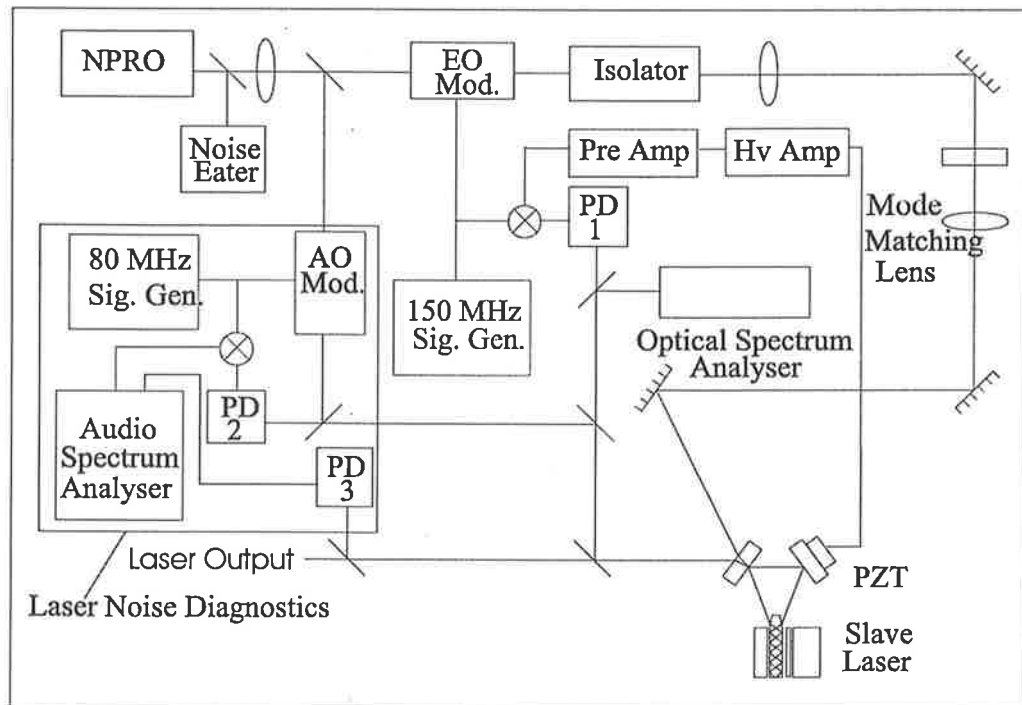 NPRO
EO
Mod.
Isolator
Noise
Eater
Pre Amp
Hv Amp
PD
1
Mode
Matching
Lens
80 MHz
Sig. Gen.
AO
Mod.
150 MHz
Sig. Gen.
Optical Spectrum
Analyser
PD
2
Audio
Spectrum
Analyser
PD
3
Laser Output
PZT
Laser Noise Diagnostics
Slave
Laser